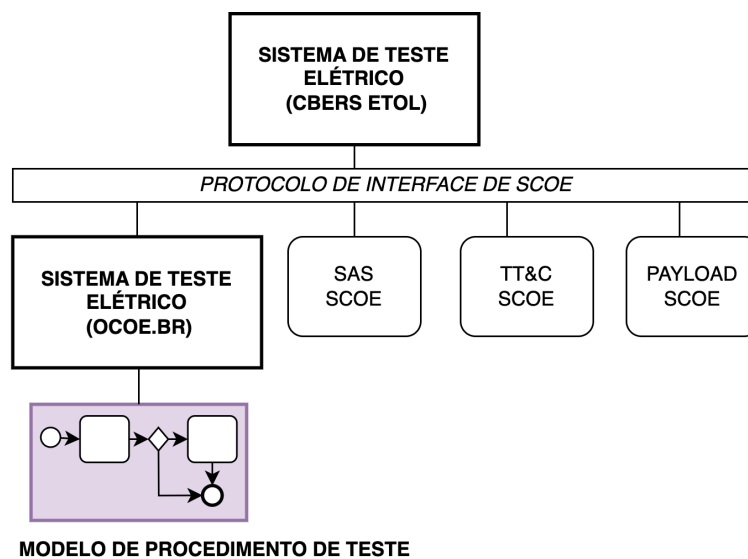 SISTEMA DE TESTE
ELÉTRICO
(CBERS ETOL)
PROTOCOLO DE INTERFACE DE SCOE
SISTEMA DE TESTE
ELÉTRICO
(OCOE.BR)
SAS
SCOE
TT&C
SCOE
PAYLOAD
SCOE
MODELO DE PROCEDIMENTO DE TESTE